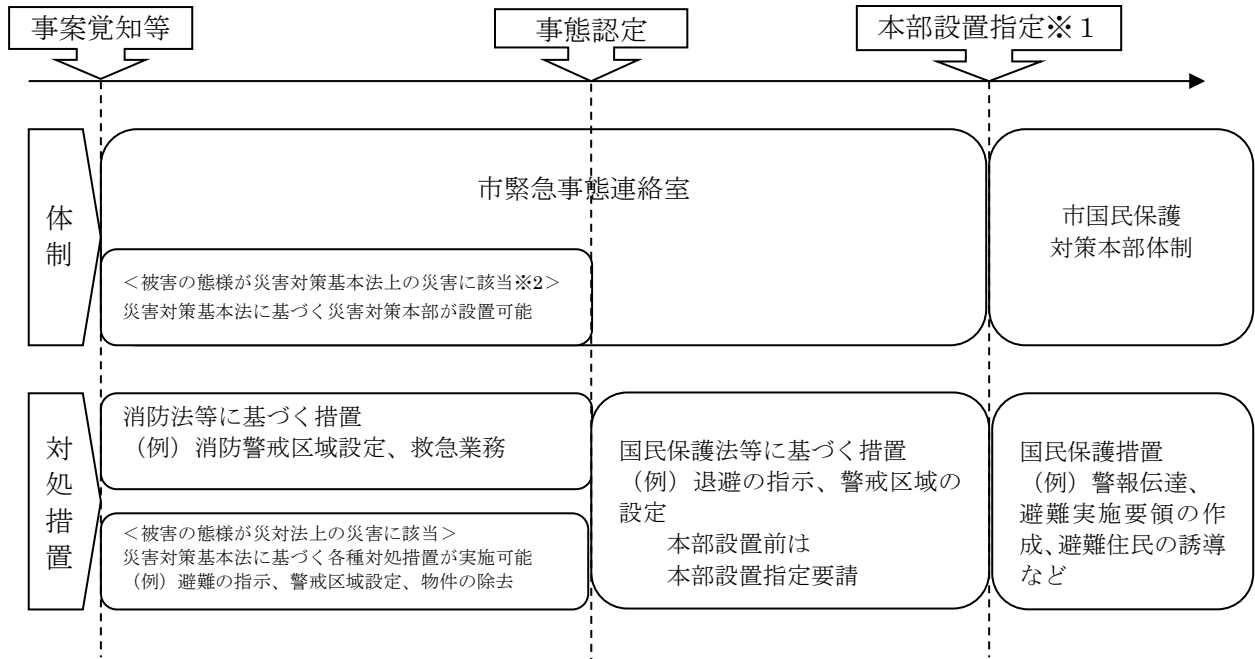 事案覚知等
事態認定
本部設置指定※１
体制
市緊急事態連絡室
＜被害の態様が災害対策基本法上の災害に該当※2＞
災害対策基本法に基づく災害対策本部が設置可能
市国民保護
対策本部体制
対処措置
消防法等に基づく措置
（例）消防警戒区域設定、救急業務
＜被害の態様が災対法上の災害に該当＞
災害対策基本法に基づく各種対処措置が実施可能
（例）避難の指示、警戒区域設定、物件の除去
国民保護法等に基づく措置
（例）退避の指示、警戒区域の
設定
本部設置前は
本部設置指定要請
国民保護措置
（例）警報伝達、
避難実施要領の作
成、避難住民の誘導
など